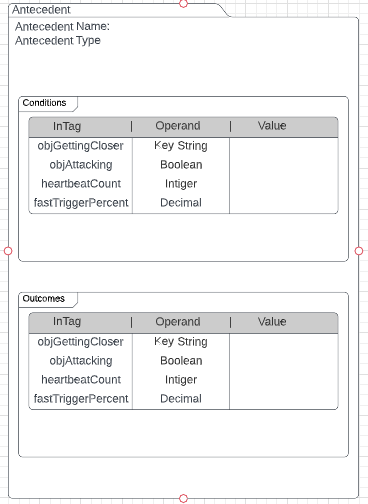 Antecedent
Antecedent Name:
Antecedent Type
Conditions
InTag | Operand | Value
objGettingCloser Key String
objAttacking Boolean
heartbeatCount Intiger
fastTriggerPercent Decimal
Outcomes
InTag | Operand | Value
objGettingCloser Key String
objAttacking Boolean
heartbeatCount Intiger
fastTriggerPercent Decimal